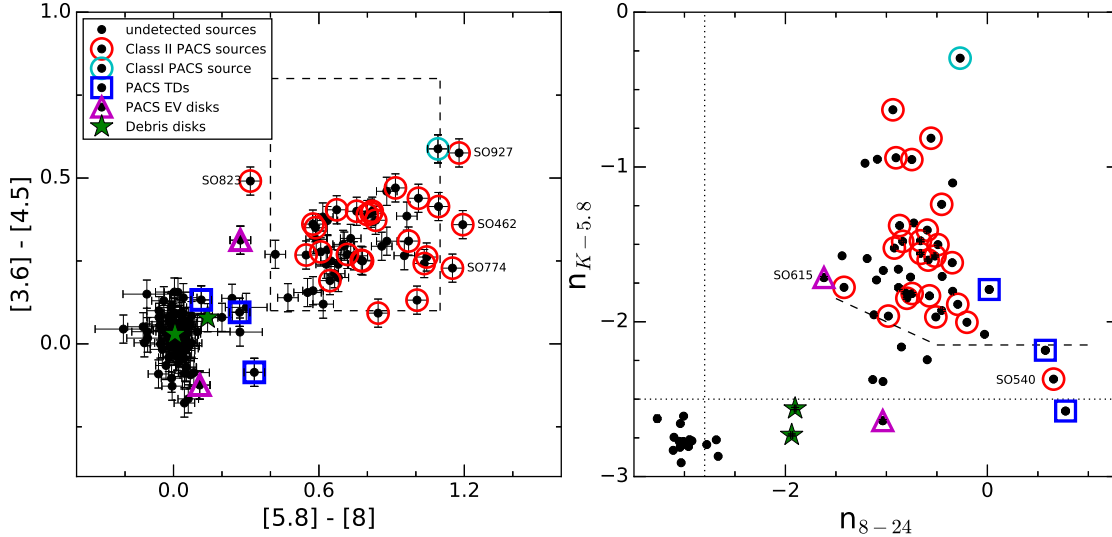 1.0
0.5
0.0
[3.6] - [4.5]
undetected sources
Class II PACS sources
ClassI PACS source
PACS TDs
PACS EV disks
Debris disks
SO823
SO927
SO462
SO774
0.0
0.6
1.2
[5.8] - [8]
0
−1
−2
−3
n_{K−5.8}
SO615
SO540
−2
0
n_{8−24}